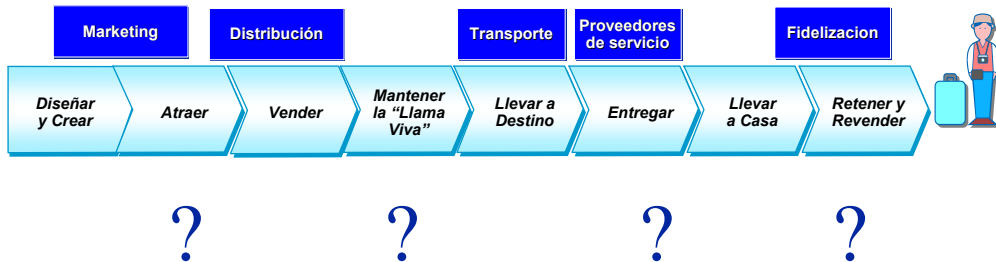 Marketing
Distribución
Transporte
Proveedores
de servicio
Fidelizacion
Diseñar
y Crear
Atraer
Vender
Mantener
la “Llama
Viva”
Llevar a
Destino
Entregar
Llevar
a Casa
Retener y
Revender
? ? ? ?